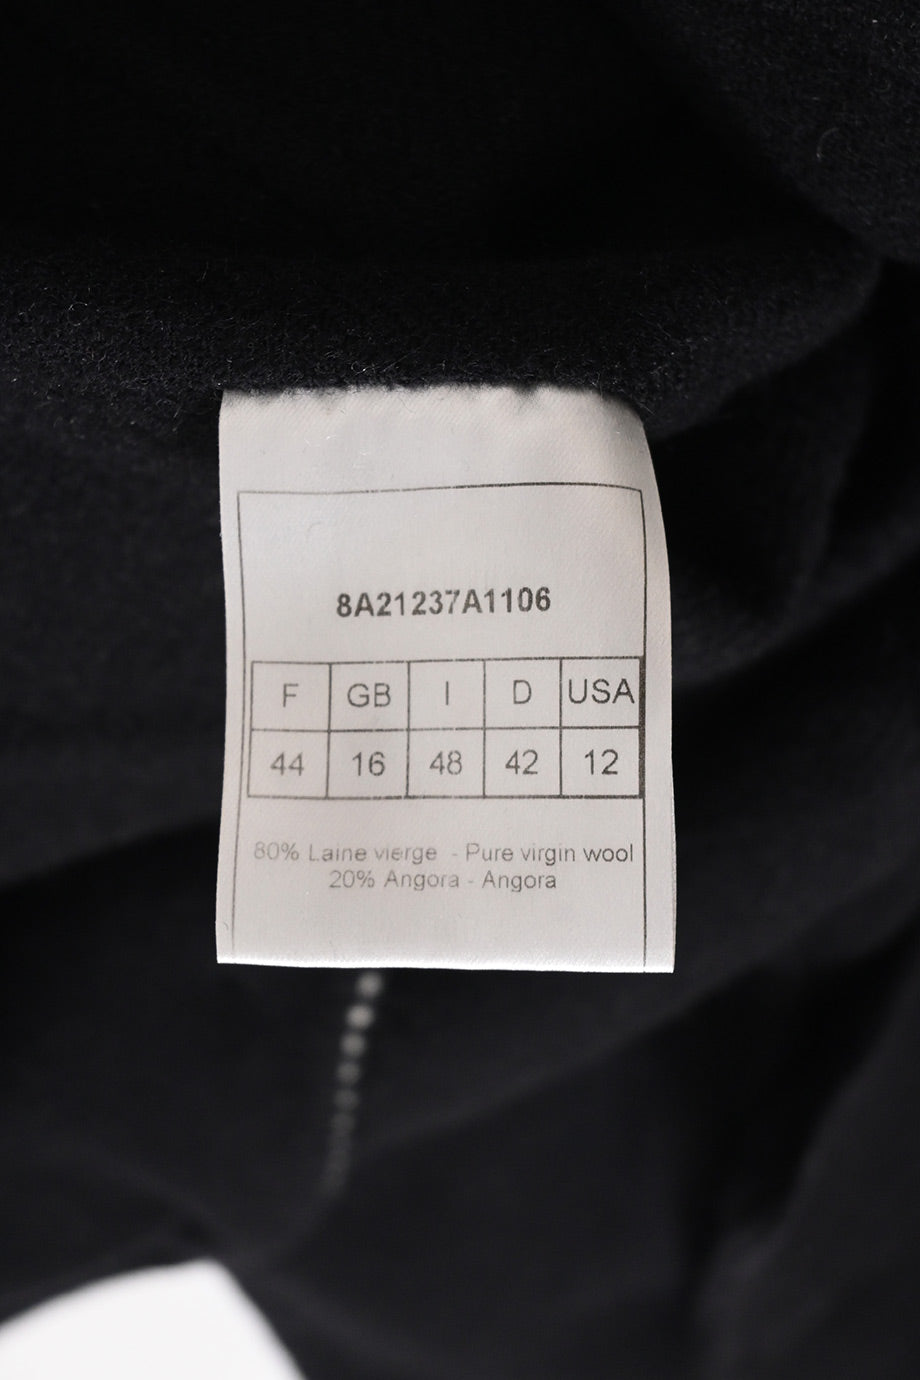 8A21237A1106
F GB I D USA
44 16 48 42 12
80% Laine vierge - Pure virgin wool
20% Angora - Angora